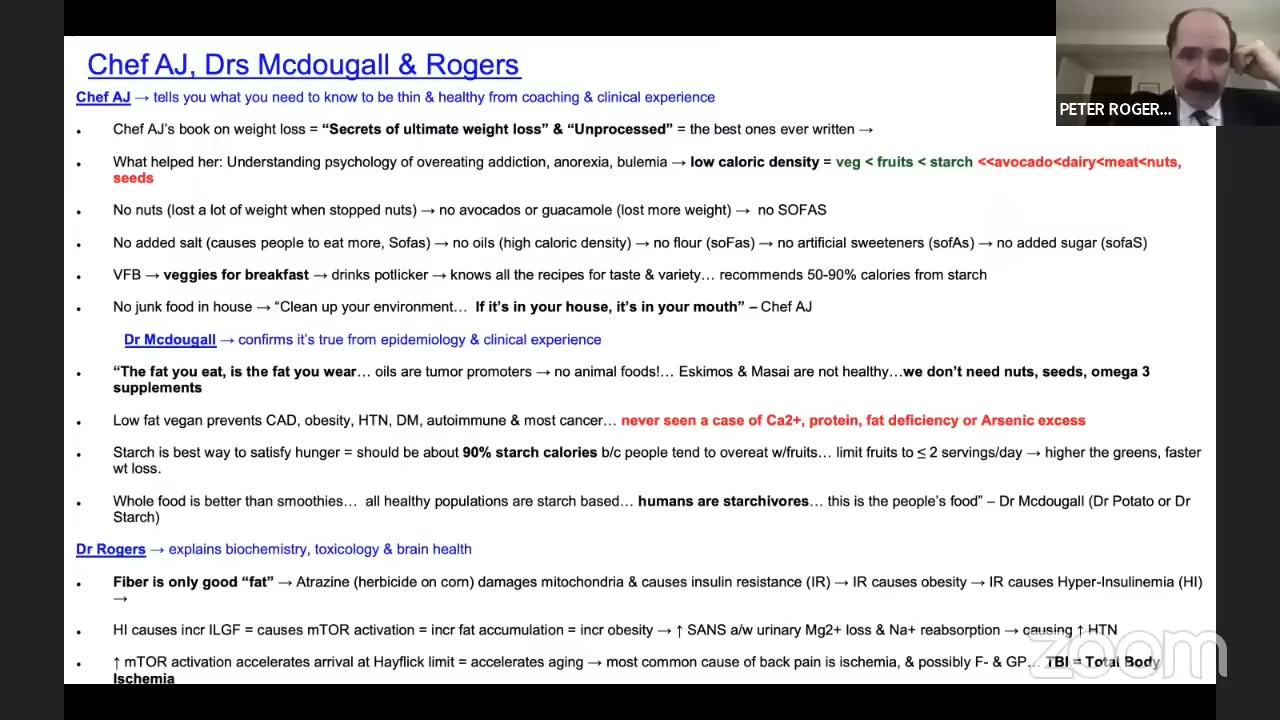 Chef AJ, Drs Mcdougall & Rogers
PETER ROGER...
Chef AJ → tells you what you need to know to be thin & healthy from coaching & clinical experience
• Chef AJ's book on weight loss = “Secrets of ultimate weight loss” & “Unprocessed” = the best ones ever written →
• What helped her: Understanding psychology of overeating addiction, anorexia, bulemia → low caloric density = veg < fruits < starch <<avocado<dairy<meat<nuts,
seeds
• No nuts (lost a lot of weight when stopped nuts) → no avocados or guacamole (lost more weight) → no SOFAS
• No added salt (causes people to eat more, Sofas) → no oils (high caloric density) → no flour (soFas) → no artificial sweeteners (sofAs) → no added sugar (sofaS)
• VFB → veggies for breakfast → drinks potlicker → knows all the recipes for taste & variety… recommends 50-90% calories from starch
• No junk food in house → “Clean up your environment… If it's in your house, it's in your mouth” – Chef AJ
Dr Mcdougall → confirms it's true from epidemiology & clinical experience
• “The fat you eat, is the fat you wear… oils are tumor promoters → no animal foods!… Eskimos & Masai are not healthy…we don't need nuts, seeds, omega 3
supplements
• Low fat vegan prevents CAD, obesity, HTN, DM, autoimmune & most cancer… never seen a case of Ca2+, protein, fat deficiency or Arsenic excess
• Starch is best way to satisfy hunger = should be about 90% starch calories b/c people tend to overeat w/fruits… limit fruits to ≤ 2 servings/day → higher the greens, faster
wt loss.
• Whole food is better than smoothies… all healthy populations are starch based… humans are starchivores… this is the people's food” – Dr Mcdougall (Dr Potato or Dr
Starch)
Dr Rogers → explains biochemistry, toxicology & brain health
• Fiber is only good “fat” → Atrazine (herbicide on corn) damages mitochondria & causes insulin resistance (IR) → IR causes obesity → IR causes Hyper-Insulinemia (HI)
→
• HI causes incr ILGF = causes mTOR activation = incr fat accumulation = incr obesity → ↑ SANS a/w urinary Mg2+ loss & Na+ reabsorption → causing ↑ HTN
• ↑ mTOR activation accelerates arrival at Hayflick limit = accelerates aging → most common cause of back pain is ischemia, & possibly F- & GP… TBI = Total Body
Ischemia
zoom